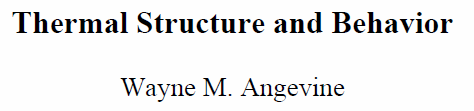 Thermal Structure and Behavior
Wayne M. Angevine